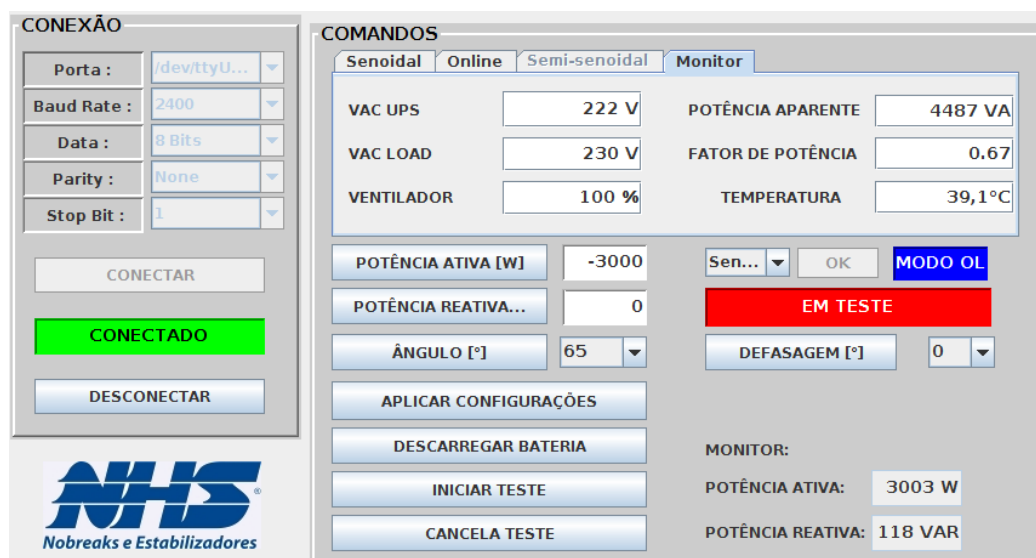 CONEXÃO
Porta :
/dev/ttyU...
Baud Rate :
2400
Data :
8 Bits
Parity :
None
Stop Bit :
1
CONECTAR
CONECTADO
DESCONECTAR
NHS
®
Nobreaks e Estabilizadores
COMANDOS
Senoidal Online Semi-senoidal Monitor
VAC UPS 222 V POTÊNCIA APARENTE 4487 VA
VAC LOAD 230 V FATOR DE POTÊNCIA 0.67
VENTILADOR 100 % TEMPERATURA 39,1°C
POTÊNCIA ATIVA [W] -3000 Sen... OK MODO OL
POTÊNCIA REATIVA... 0 EM TESTE
ÂNGULO [°] 65 DEFASAGEM [°] 0
APLICAR CONFIGURAÇÕES
DESCARREGAR BATERIA MONITOR:
INICIAR TESTE POTÊNCIA ATIVA: 3003 W
CANCELA TESTE POTÊNCIA REATIVA: 118 VAR